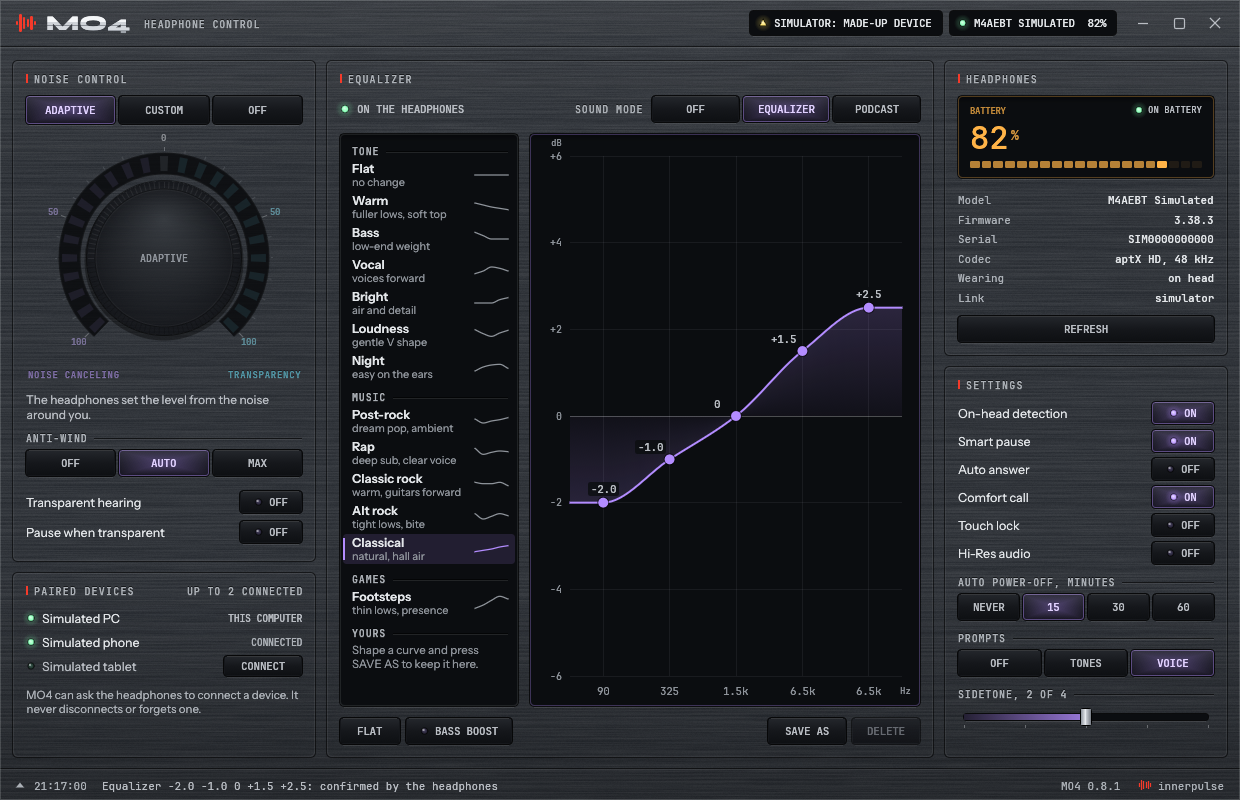 MO4 HEADPHONE CONTROL
SIMULATOR: MADE-UP DEVICE
M4AEBT SIMULATED 82%
NOISE CONTROL
ADAPTIVE CUSTOM OFF
0
50 50
ADAPTIVE
100 100
NOISE CANCELING TRANSPARENCY
The headphones set the level from the noise
around you.
ANTI-WIND
OFF AUTO MAX
Transparent hearing OFF
Pause when transparent OFF
PAIRED DEVICES UP TO 2 CONNECTED
Simulated PC THIS COMPUTER
Simulated phone CONNECTED
Simulated tablet CONNECT
MO4 can ask the headphones to connect a device. It
never disconnects or forgets one.
EQUALIZER
ON THE HEADPHONES
SOUND MODE OFF EQUALIZER PODCAST
TONE
Flat
no change
Warm
fuller lows, soft top
Bass
low-end weight
Vocal
voices forward
Bright
air and detail
Loudness
gentle V shape
Night
easy on the ears
MUSIC
Post-rock
dream pop, ambient
Rap
deep sub, clear voice
Classic rock
warm, guitars forward
Alt rock
tight lows, bite
Classical
natural, hall air
GAMES
Footsteps
thin lows, presence
YOURS
Shape a curve and press
SAVE AS to keep it here.
dB
+6
+4
+2
0
-2
-4
-6
-2.0
-1.0
0
+1.5
+2.5
90 325 1.5k 6.5k 6.5k Hz
FLAT BASS BOOST SAVE AS DELETE
HEADPHONES
BATTERY ON BATTERY
82%
Model M4AEBT Simulated
Firmware 3.38.3
Serial SIM0000000000
Codec aptX HD, 48 kHz
Wearing on head
Link simulator
REFRESH
SETTINGS
On-head detection ON
Smart pause ON
Auto answer OFF
Comfort call ON
Touch lock OFF
Hi-Res audio OFF
AUTO POWER-OFF, MINUTES
NEVER 15 30 60
PROMPTS
OFF TONES VOICE
SIDETONE, 2 OF 4
21:17:00 Equalizer -2.0 -1.0 0 +1.5 +2.5: confirmed by the headphones
MO4 0.8.1 innerpulse